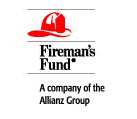 Fireman's
Fund®
A company of the
Allianz Group